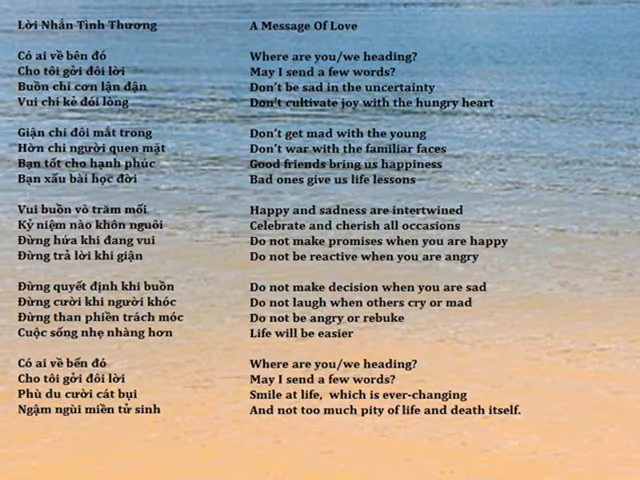 Lời Nhắn Tình Thương
Có ai về bên đó
Cho tôi gởi đôi lời
Buồn chi cơn lận đận
Vui chi kẻ đói lòng
Giận chi đôi mắt trong
Hờn chi người quen mặt
Bạn tốt cho hạnh phúc
Bạn xấu bài học đời
Vui buồn vò trăm mối
Kỷ niệm nào khôn nguôi
Đừng hứa khi đang vui
Đừng trả lời khi giận
Đừng quyết định khi buồn
Đừng cười khi người khóc
Đừng than phiền trách móc
Cuộc sống nhẹ nhàng hơn
Có ai về bến đó
Cho tôi gởi đôi lời
Phù du cười cát bụi
Ngậm ngùi miền tử sinh
A Message Of Love
Where are you/we heading?
May I send a few words?
Don't be sad in the uncertainty
Don't cultivate joy with the hungry heart
Don't get mad with the young
Don't war with the familiar faces
Good friends bring us happiness
Bad ones give us life lessons
Happy and sadness are intertwined
Celebrate and cherish all occasions
Do not make promises when you are happy
Do not be reactive when you are angry
Do not make decision when you are sad
Do not laugh when others cry or mad
Do not be angry or rebuke
Life will be easier
Where are you/we heading?
May I send a few words?
Smile at life, which is ever-changing
And not too much pity of life and death itself.